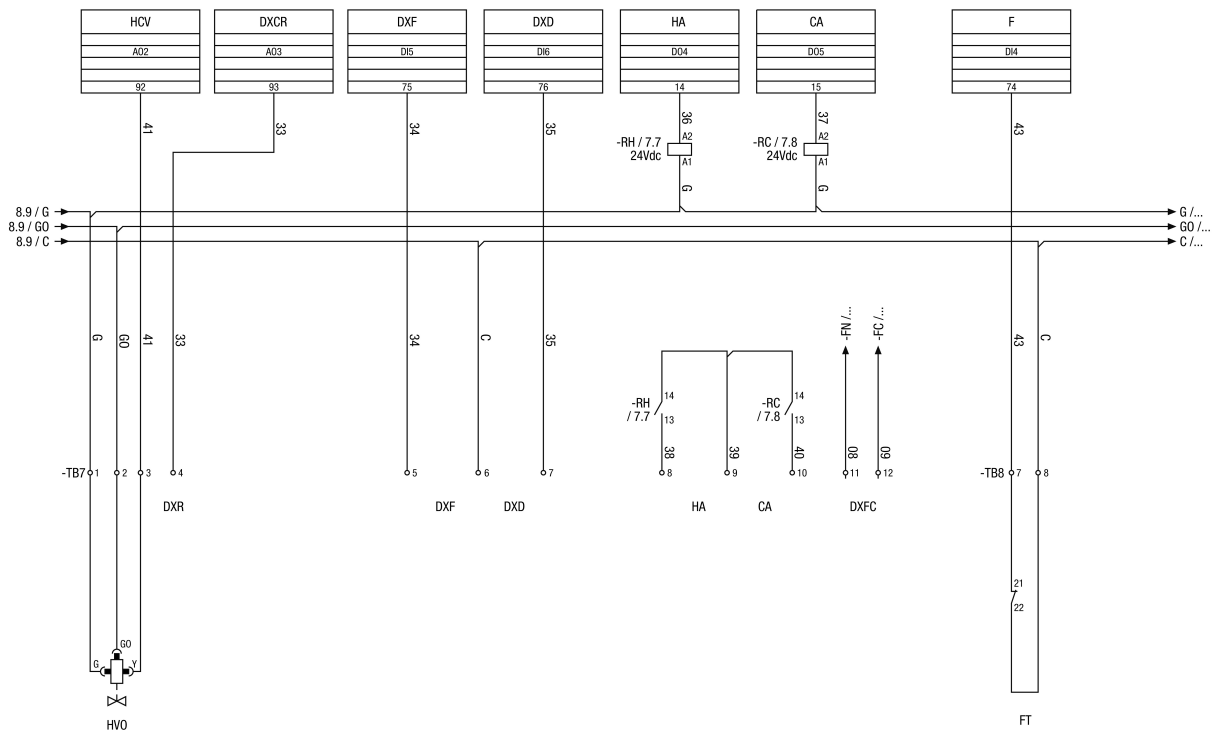 HCV DXCR DXF DXD HA CA F
AO2 AO3 DI5 DI6 DO4 DO5 DI4
92 93 75 76 14 15 74
41 33 34 35 36 37 43
A2 A2
-RH / 7.7 -RC / 7.8
24Vdc 24Vdc
A1 A1
G G
8.9 / G G /...
8.9 / GO GO /...
8.9 / C C /...
-FN /... -FC /...
G GO 41 33 34 C 35 43 C
14 14
-RH -RC
/ 7.7 / 7.8
13 13
38 39 40 08 09
-TB7 1 2 3 4 5 6 7 8 9 10 11 12 -TB8 7 8
DXR DXF DXD HA CA DXFC
21
22
GO
G Y
HVO FT